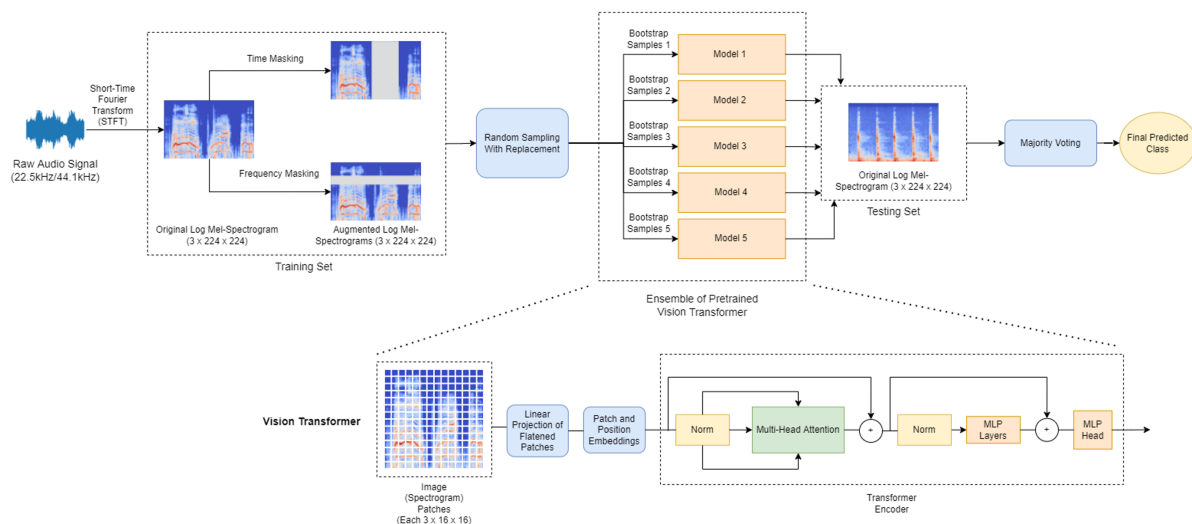 Raw Audio Signal
(22.5kHz/44.1kHz)
Short-Time
Fourier
Transform
(STFT)
Time Masking
Frequency Masking
Original Log Mel-Spectrogram
(3 x 224 x 224)
Augmented Log Mel-
Spectrograms (3 x 224 x 224)
Training Set
Random Sampling
With Replacement
Bootstrap
Samples 1
Model 1
Bootstrap
Samples 2
Model 2
Bootstrap
Samples 3
Model 3
Bootstrap
Samples 4
Model 4
Bootstrap
Samples 5
Model 5
Ensemble of Pretrained
Vision Transformer
Original Log Mel-
Spectrogram (3 x 224 x 224)
Testing Set
Majority Voting
Final Predicted
Class
Vision Transformer
Image
(Spectrogram)
Patches
(Each 3 x 16 x 16)
Linear
Projection of
Flatened
Patches
Patch and
Position
Embeddings
Norm
Multi-Head Attention
+
Norm
MLP
Layers
+
MLP
Head
Transformer
Encoder